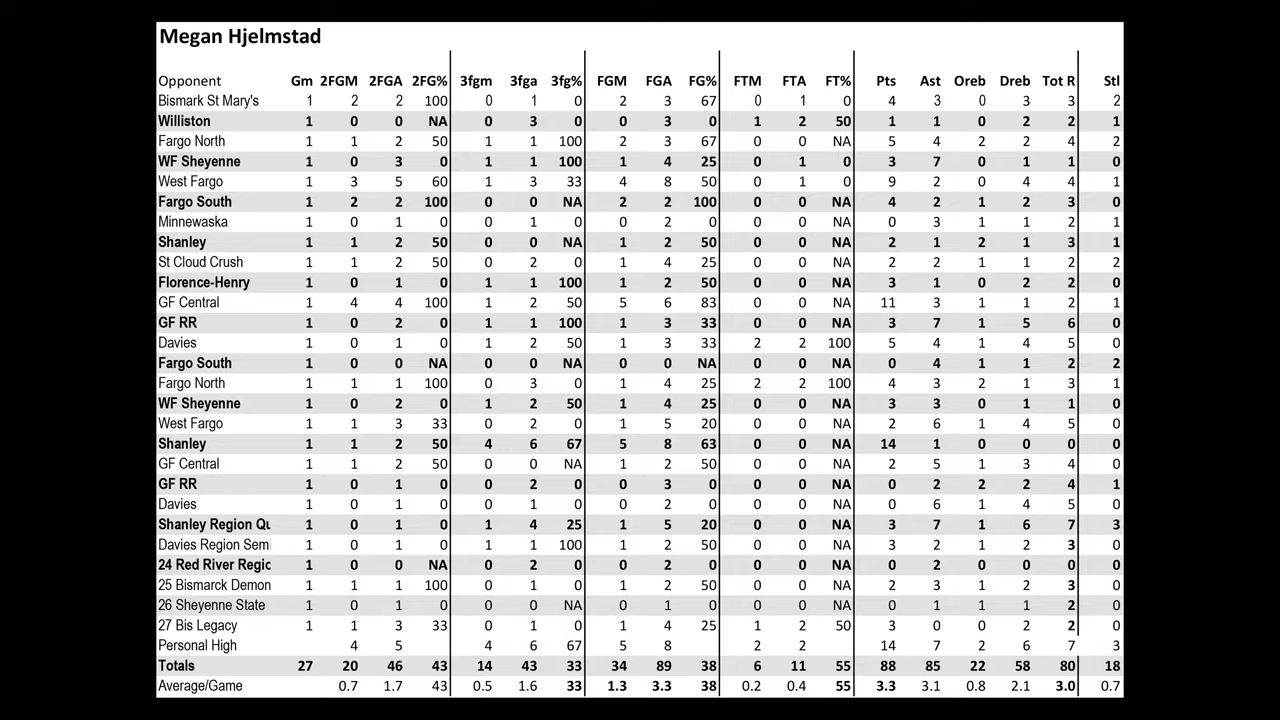 Megan Hjelmstad
Opponent Gm 2FGM 2FGA 2FG% 3fgm 3fga 3fg% FGM FGA FG% FTM FTA FT% Pts Ast Oreb Dreb Tot R Stl
Bismark St Mary's 1 2 2 100 0 1 0 2 3 67 0 1 0 4 3 0 3 3 2
Williston 1 0 0 NA 0 3 0 0 3 0 1 2 50 1 1 0 2 2 1
Fargo North 1 1 2 50 1 1 100 2 3 67 0 0 NA 5 4 2 2 4 2
WF Sheyenne 1 0 3 0 1 1 100 1 4 25 0 1 0 3 7 0 1 1 0
West Fargo 1 3 5 60 1 3 33 4 8 50 0 1 0 9 2 0 4 4 1
Fargo South 1 2 2 100 0 0 NA 2 2 100 0 0 NA 4 2 1 2 3 0
Minnewaska 1 0 1 0 0 1 0 0 2 0 0 0 NA 0 3 1 1 2 1
Shanley 1 1 2 50 0 0 NA 1 2 50 0 0 NA 2 1 2 1 3 1
St Cloud Crush 1 1 2 50 0 2 0 1 4 25 0 0 NA 2 2 1 1 2 2
Florence-Henry 1 0 1 0 1 1 100 1 2 50 0 0 NA 3 1 0 2 2 0
GF Central 1 4 4 100 1 2 50 5 6 83 0 0 NA 11 3 1 1 2 1
GF RR 1 0 2 0 1 1 100 1 3 33 0 0 NA 3 7 1 5 6 0
Davies 1 0 1 0 1 2 50 1 3 33 2 2 100 5 4 1 4 5 0
Fargo South 1 0 0 NA 0 0 NA 0 0 NA 0 0 NA 0 4 1 1 2 2
Fargo North 1 1 1 100 0 3 0 1 4 25 2 2 100 4 3 2 1 3 1
WF Sheyenne 1 0 2 0 1 2 50 1 4 25 0 0 NA 3 3 0 1 1 0
West Fargo 1 1 3 33 0 2 0 1 5 20 0 0 NA 2 6 1 4 5 0
Shanley 1 1 2 50 4 6 67 5 8 63 0 0 NA 14 1 0 0 0 0
GF Central 1 1 2 50 0 0 NA 1 2 50 0 0 NA 2 5 1 3 4 0
GF RR 1 0 1 0 0 2 0 0 3 0 0 0 NA 0 2 2 2 4 1
Davies 1 0 1 0 0 1 0 0 2 0 0 0 NA 0 6 1 4 5 0
Shanley Region Qu 1 0 1 0 1 4 25 1 5 20 0 0 NA 3 7 1 6 7 3
Davies Region Semi 1 0 1 0 1 1 100 1 2 50 0 0 NA 3 2 1 2 3 0
24 Red River Regic 1 0 0 NA 0 2 0 0 2 0 0 0 NA 0 2 0 0 0 0
25 Bismarck Demon 1 1 1 100 0 1 0 1 2 50 0 0 NA 2 3 1 2 3 0
26 Sheyenne State 1 0 1 0 0 0 NA 0 1 0 0 0 NA 0 1 1 1 2 0
27 Bis Legacy 1 1 3 33 0 1 0 1 4 25 1 2 50 3 0 0 2 2 0
Personal High 4 5 4 6 67 5 8 2 2 14 7 2 6 7 3
Totals 27 20 46 43 14 43 33 34 89 38 6 11 55 88 85 22 58 80 18
Average/Game 0.7 1.7 43 0.5 1.6 33 1.3 3.3 38 0.2 0.4 55 3.3 3.1 0.8 2.1 3.0 0.7